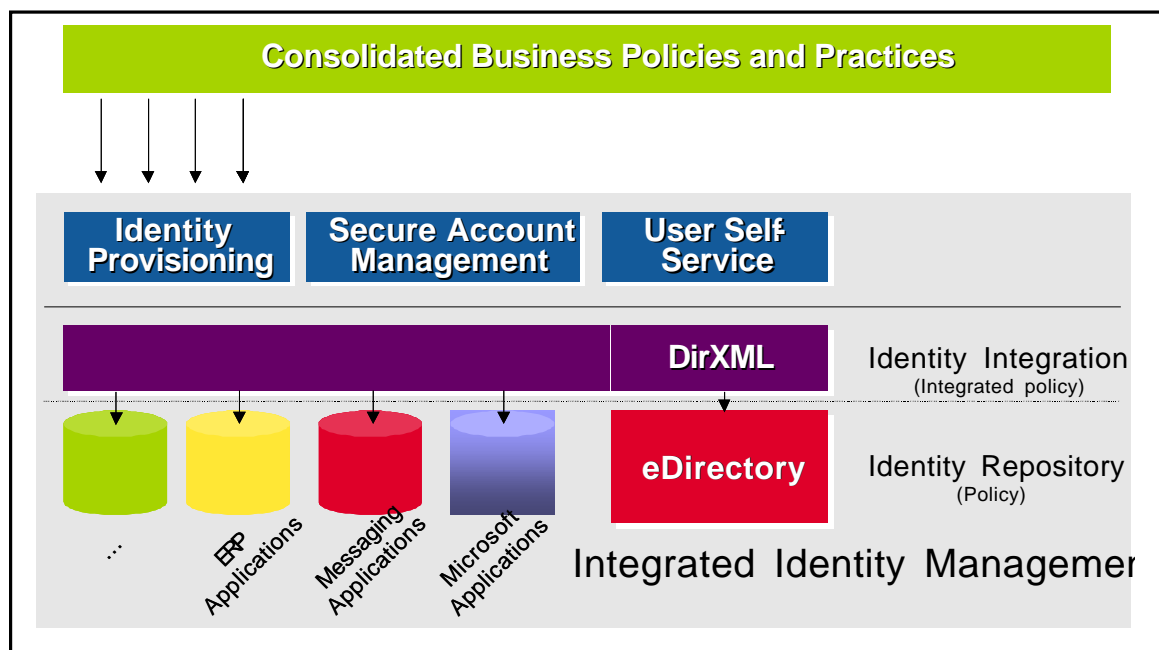 Consolidated Business Policies and Practices
Identity
Provisioning
Secure Account
Management
User Self-
Service
DirXML
Identity Integration
(Integrated policy)
eDirectory
Identity Repository
(Policy)
...
ERP
Applications
Messaging
Applications
Microsoft
Applications
Integrated Identity Managemen